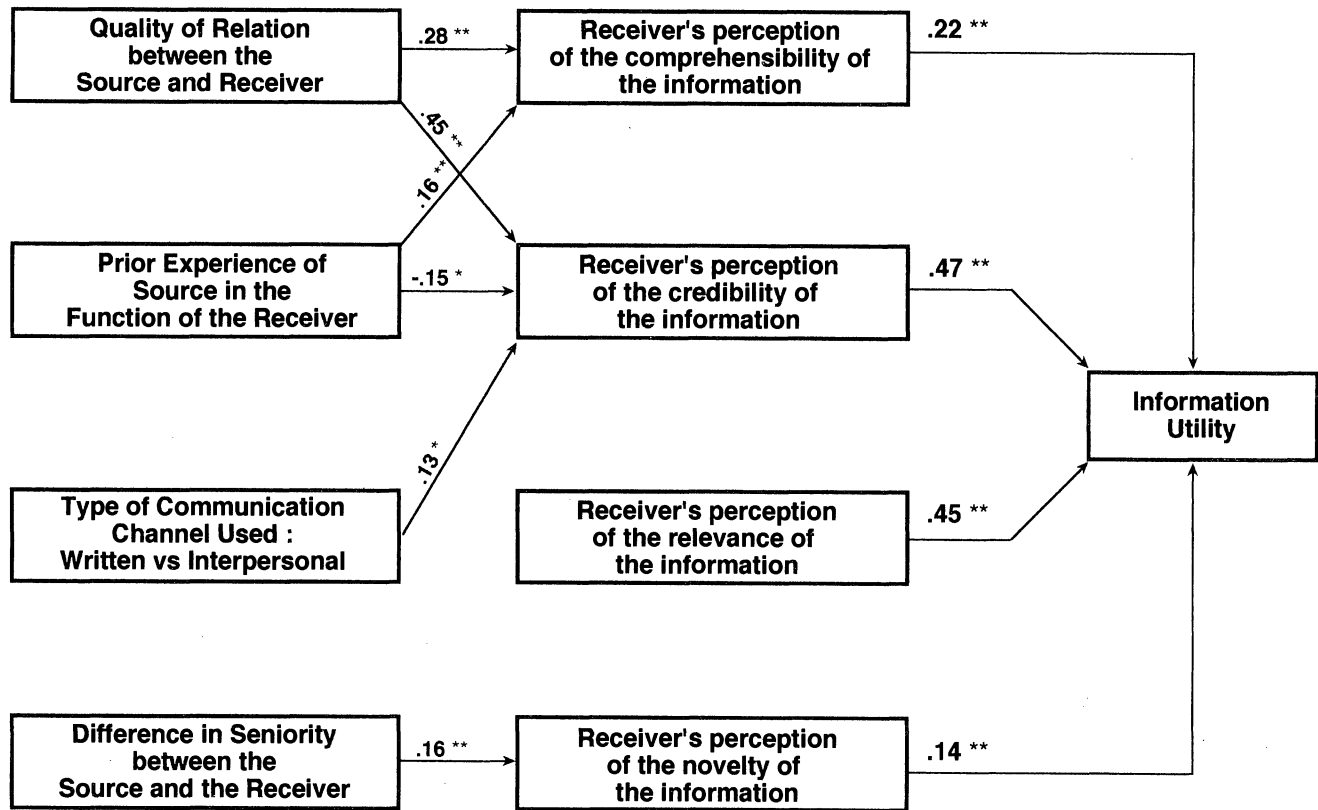 Quality of Relation
between the
Source and Receiver
.28 **
Receiver's perception
of the comprehensibility of
the information
.22 **
.45 **
.16 **
Prior Experience of
Source in the
Function of the Receiver
-.15 *
Receiver's perception
of the credibility of
the information
.47 **
Information
Utility
.13 *
Type of Communication
Channel Used :
Written vs Interpersonal
Receiver's perception
of the relevance of
the information
.45 **
Difference in Seniority
between the
Source and the Receiver
.16 **
Receiver's perception
of the novelty of
the information
.14 **